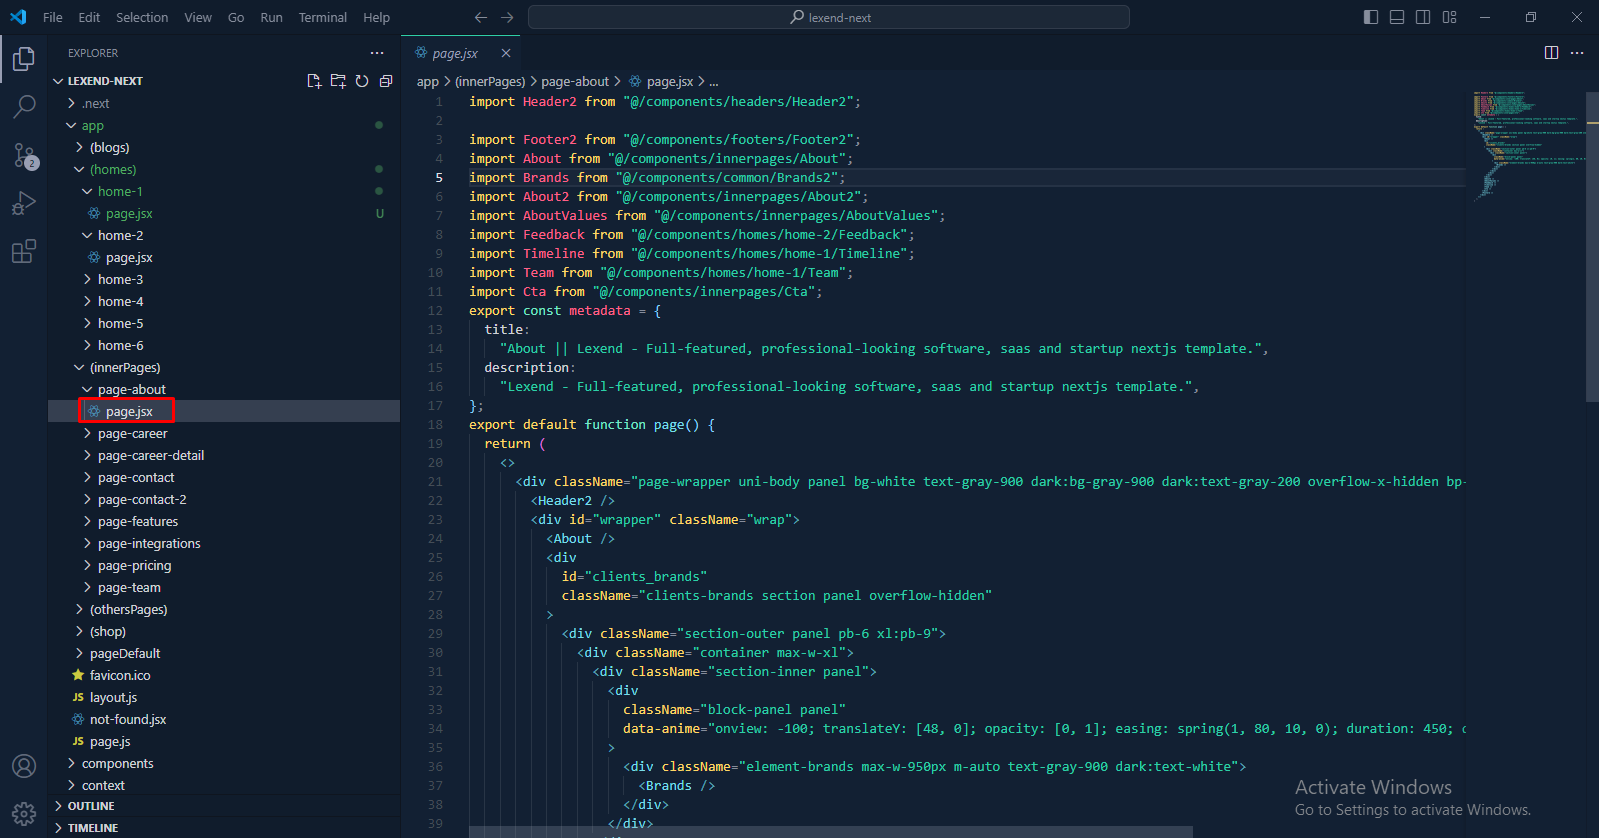 File Edit Selection View Go Run Terminal Help
lexend-next
EXPLORER
LEXEND-NEXT
.next
app
(blogs)
(homes)
home-1
page.jsx U
home-2
page.jsx
home-3
home-4
home-5
home-6
(innerPages)
page-about
page.jsx
page-career
page-career-detail
page-contact
page-contact-2
page-features
page-integrations
page-pricing
page-team
(othersPages)
(shop)
pageDefault
favicon.ico
JS layout.js
not-found.jsx
JS page.js
components
context
OUTLINE
TIMELINE
2
page.jsx
app > (innerPages) > page-about > page.jsx > ...
1 import Header2 from "@/components/headers/Header2";
2
3 import Footer2 from "@/components/footers/Footer2";
4 import About from "@/components/innerpages/About";
5 import Brands from "@/components/common/Brands2";
6 import About2 from "@/components/innerpages/About2";
7 import AboutValues from "@/components/innerpages/AboutValues";
8 import Feedback from "@/components/homes/home-2/Feedback";
9 import Timeline from "@/components/homes/home-1/Timeline";
10 import Team from "@/components/homes/home-1/Team";
11 import Cta from "@/components/innerpages/Cta";
12 export const metadata = {
13 title:
14 "About || Lexend - Full-featured, professional-looking software, saas and startup nextjs template.",
15 description:
16 "Lexend - Full-featured, professional-looking software, saas and startup nextjs template.",
17 };
18 export default function page() {
19 return (
20 <>
21 <div className="page-wrapper uni-body panel bg-white text-gray-900 dark:bg-gray-900 dark:text-gray-200 overflow-x-hidden bp-
22 <Header2 />
23 <div id="wrapper" className="wrap">
24 <About />
25 <div
26 id="clients_brands"
27 className="clients-brands section panel overflow-hidden"
28 >
29 <div className="section-outer panel pb-6 xl:pb-9">
30 <div className="container max-w-xl">
31 <div className="section-inner panel">
32 <div
33 className="block-panel panel"
34 data-anime="onview: -100; translateY: [48, 0]; opacity: [0, 1]; easing: spring(1, 80, 10, 0); duration: 450;
35 >
36 <div className="element-brands max-w-950px m-auto text-gray-900 dark:text-white">
37 <Brands />
38 </div>
39 </div>
Activate Windows
Go to Settings to activate Windows.